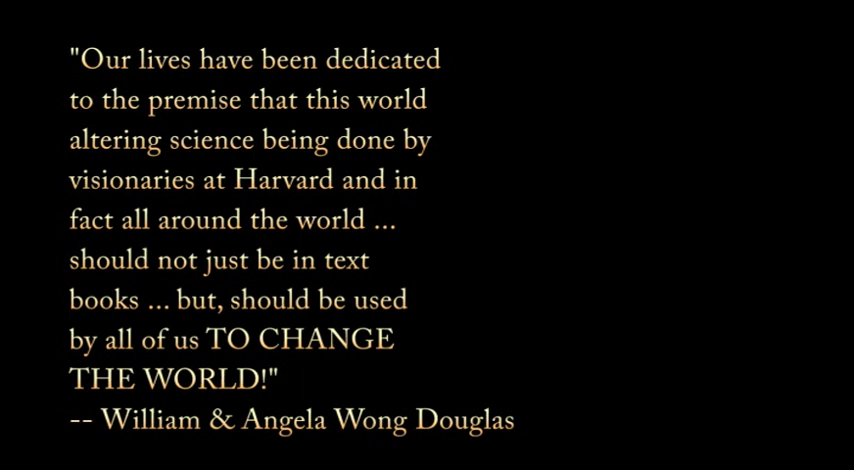 "Our lives have been dedicated
to the premise that this world
altering science being done by
visionaries at Harvard and in
fact all around the world ...
should not just be in text
books ... but, should be used
by all of us TO CHANGE
THE WORLD!"
-- William & Angela Wong Douglas